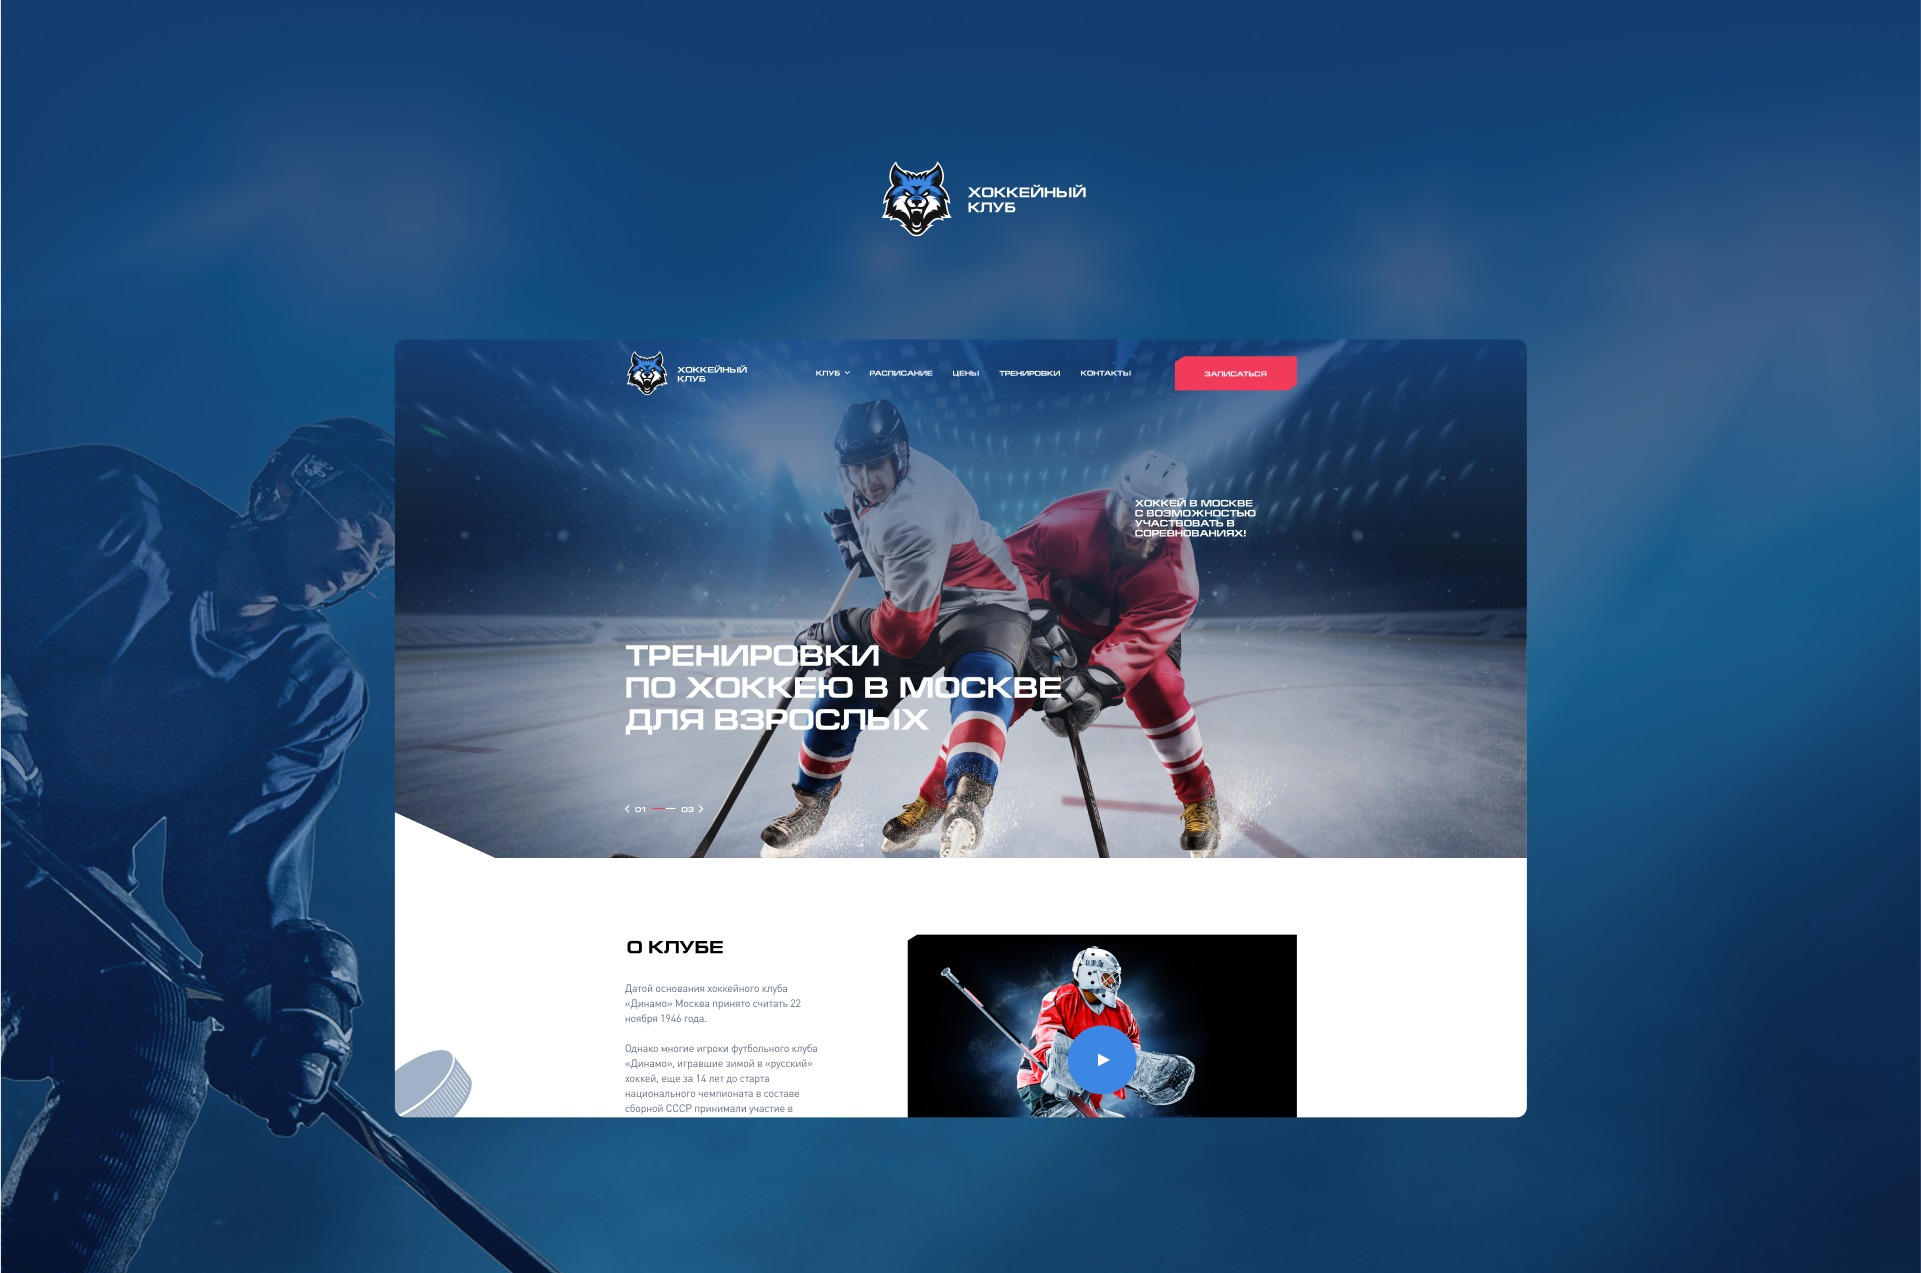 ХОККЕЙНЫЙ
КЛУБ
ХОККЕЙНЫЙ
КЛУБ
КЛУБ
РАСПИСАНИЕ
ЦЕНЫ
ТРЕНИРОВКИ
КОНТАКТЫ
ЗАПИСАТЬСЯ
ХОККЕЙ В МОСКВЕ
С ВОЗМОЖНОСТЬЮ
УЧАСТВОВАТЬ В
СОРЕВНОВАНИЯХ!
ТРЕНИРОВКИ
ПО ХОККЕЮ В МОСКВЕ
ДЛЯ ВЗРОСЛЫХ
01
03
О КЛУБЕ
Датой основания хоккейного клуба
«Динамо» Москва принято считать 22
ноября 1946 года.
Однако многие игроки футбольного клуба
«Динамо», игравшие зимой в «русский»
хоккей, еще за 14 лет до старта
национального чемпионата в составе
сборной СССР принимали участие в